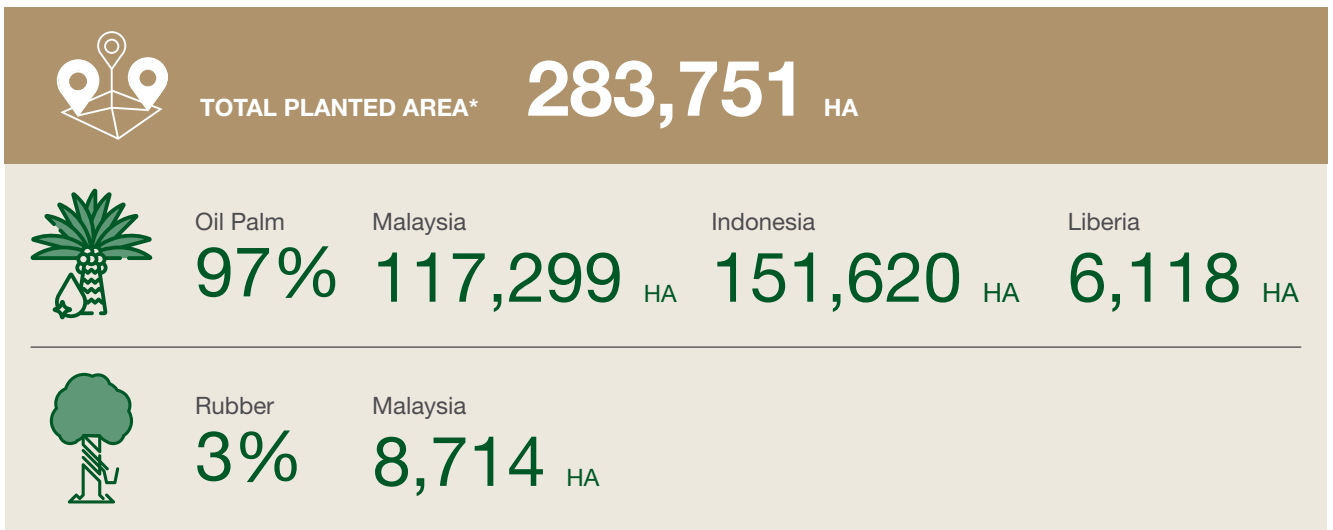 TOTAL PLANTED AREA* 283,751 HA
Oil Palm Malaysia Indonesia Liberia
97% 117,299 HA 151,620 HA 6,118 HA
Rubber Malaysia
3% 8,714 HA